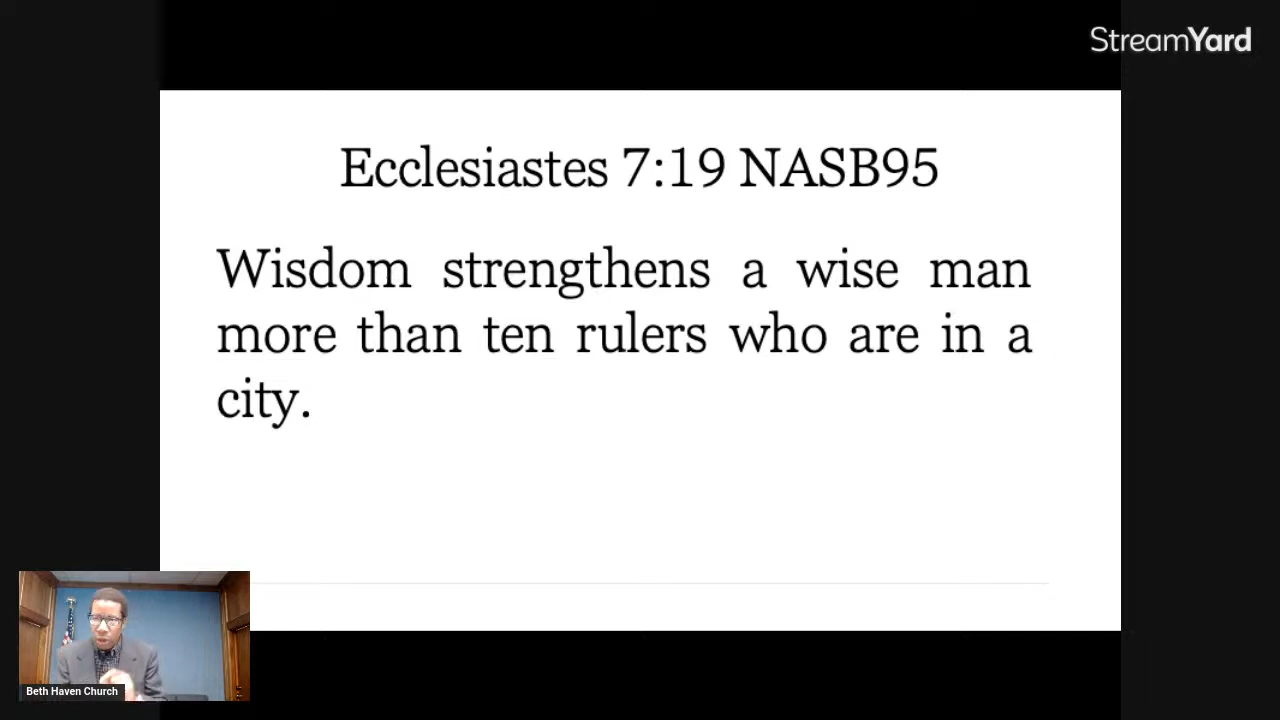 StreamYard
Ecclesiastes 7:19 NASB95
Wisdom strengthens a wise man
more than ten rulers who are in a
city.
Beth Haven Church